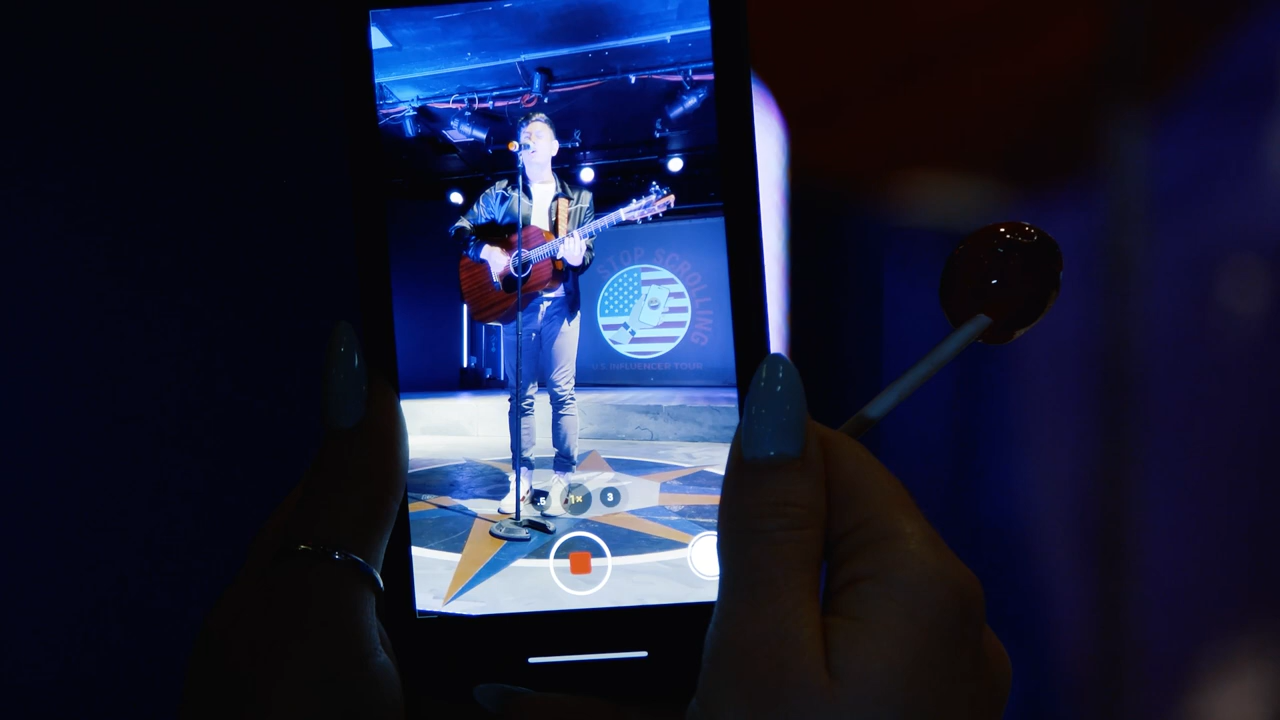 STOP SCROLLING
U.S. INFLUENCER TOUR
.5 1× 3